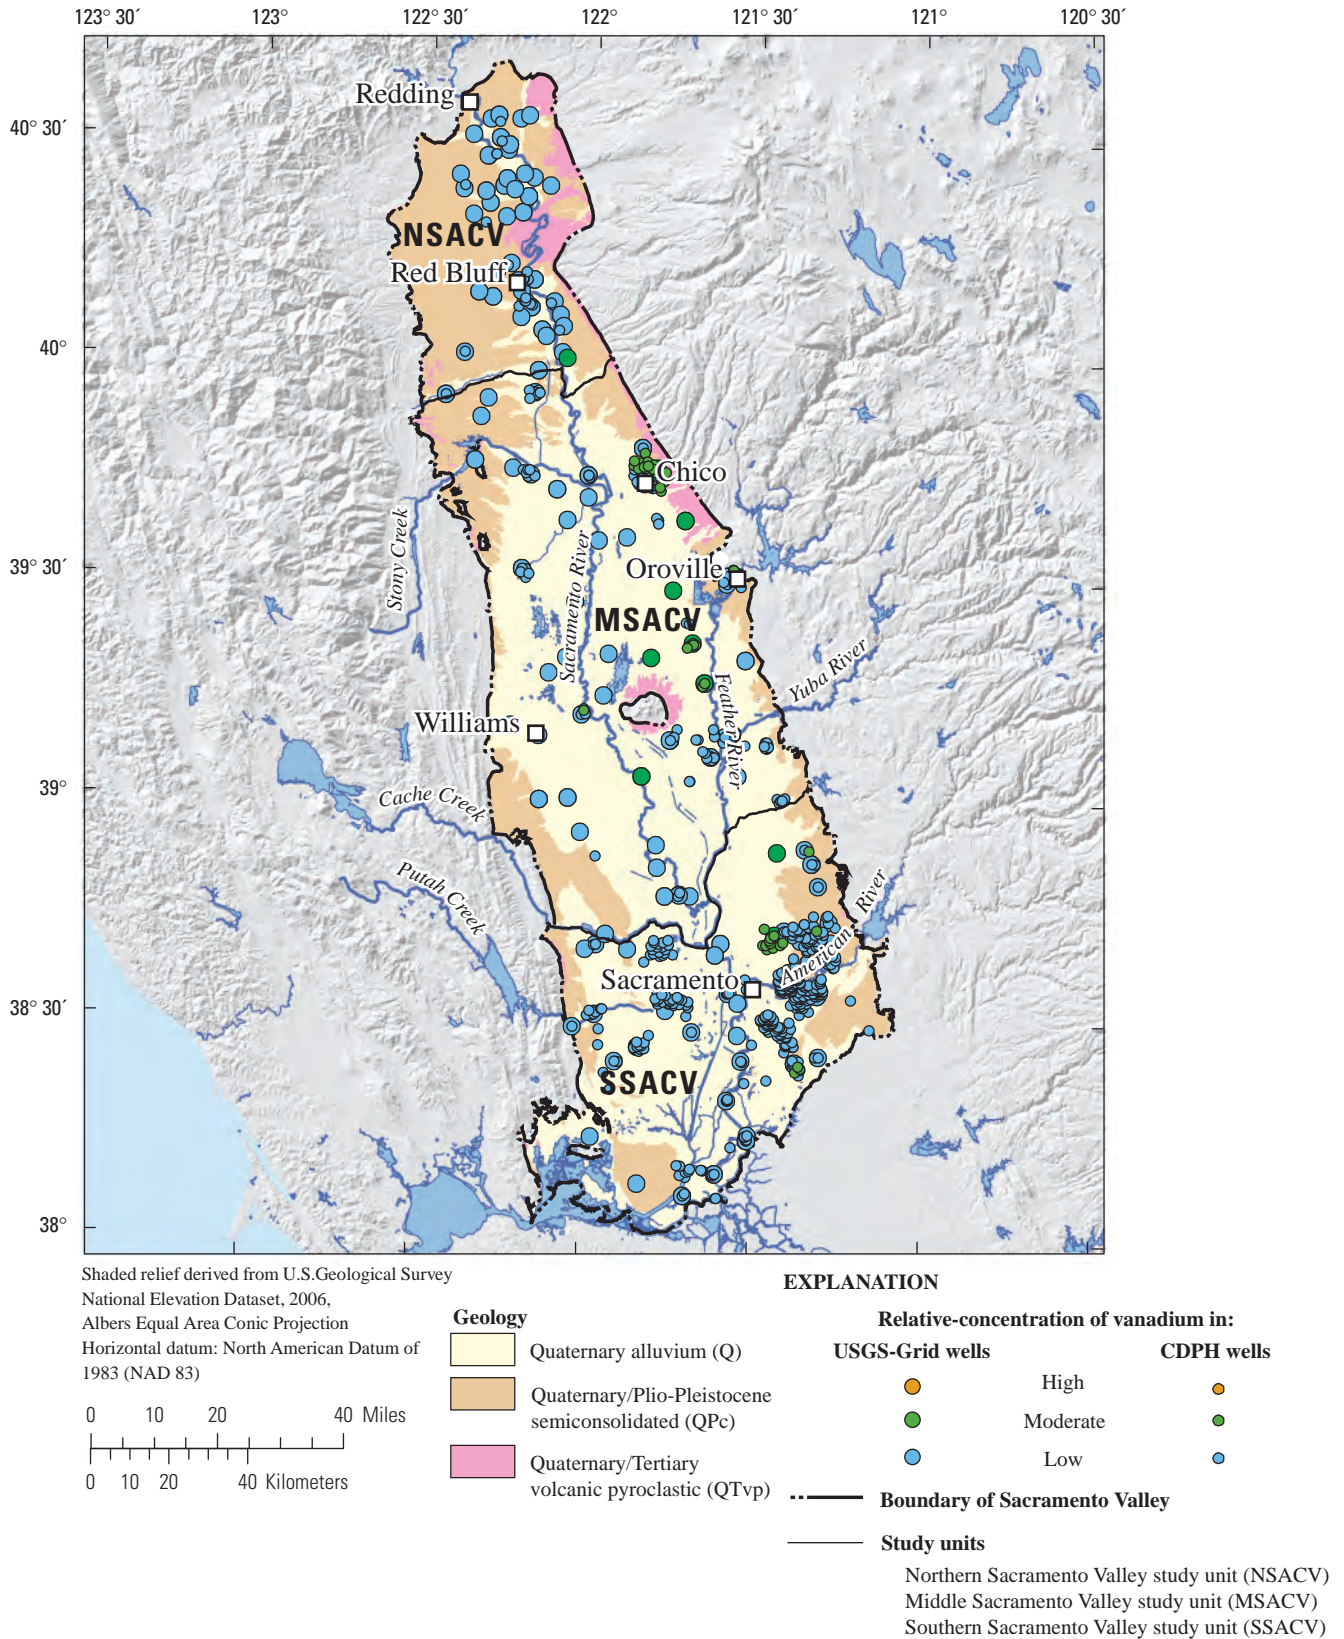 123° 30´
123°
122° 30´
122
121° 30´
121°
120° 30´
40° 30´
40°
39° 30´
39°
38° 30´
38°
Redding
NSACV
Red Bluff
Chico
Stony Creek
Sacramento River
Oroville
MSACV
Feather River
Yuba River
Williams
Cache Creek
Putah Creek
American River
Sacramento
SSACV
Shaded relief derived from U.S.Geological Survey
National Elevation Dataset, 2006,
Albers Equal Area Conic Projection
Horizontal datum: North American Datum of
1983 (NAD 83)
0 10 20 40 Miles
0 10 20 40 Kilometers
Geology
Quaternary alluvium (Q)
Quaternary/Plio-Pleistocene
semiconsolidated (QPc)
Quaternary/Tertiary
volcanic pyroclastic (QTvp)
EXPLANATION
Relative-concentration of vanadium in:
USGS-Grid wells CDPH wells
High
Moderate
Low
Boundary of Sacramento Valley
Study units
Northern Sacramento Valley study unit (NSACV)
Middle Sacramento Valley study unit (MSACV)
Southern Sacramento Valley study unit (SSACV)